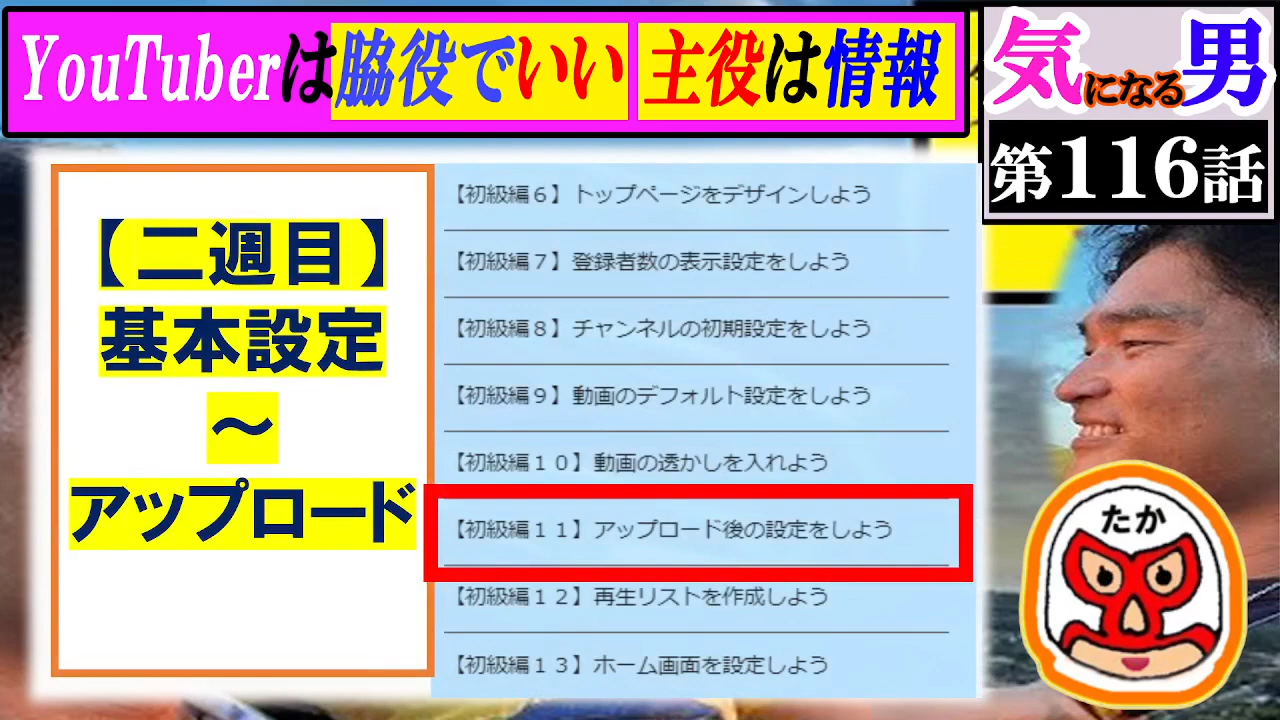 YouTuberは脇役でいい 主役は情報
気になる男
第116話
【二週目】
基本設定
～
アップロード
【初級編６】トップページをデザインしよう
【初級編７】登録者数の表示設定をしよう
【初級編８】チャンネルの初期設定をしよう
【初級編９】動画のデフォルト設定をしよう
【初級編１０】動画の透かしを入れよう
【初級編１１】アップロード後の設定をしよう
【初級編１２】再生リストを作成しよう
【初級編１３】ホーム画面を設定しよう
たか